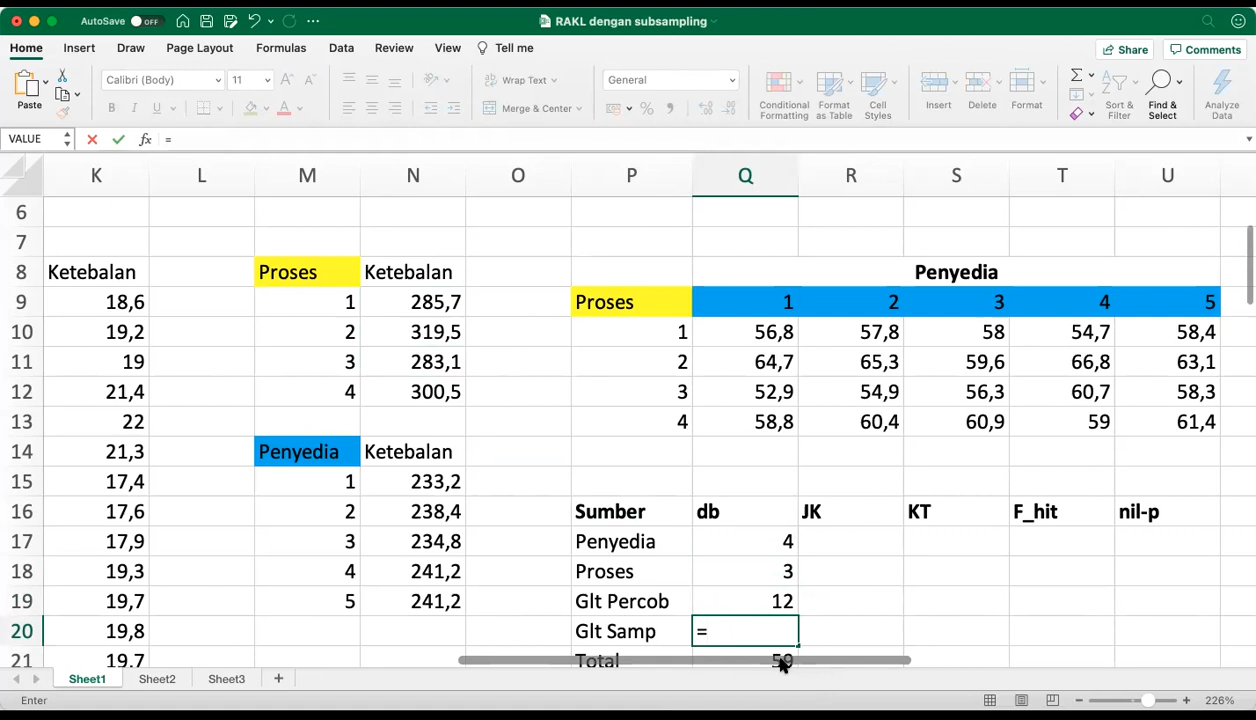 AutoSave OFF RAKL dengan subsampling
Home Insert Draw Page Layout Formulas Data Review View Tell me Share Comments
Paste Calibri (Body) 11 A A Wrap Text General Conditional Formatting Format as Table Cell Styles Insert Delete Format Sort & Filter Find & Select Analyze Data
B I U A Merge & Center %
VALUE fx =
K L M N O P Q R S T U
6
7
8 Ketebalan Proses Ketebalan Penyedia
9 18,6 1 285,7 Proses 1 2 3 4 5
10 19,2 2 319,5 1 56,8 57,8 58 54,7 58,4
11 19 3 283,1 2 64,7 65,3 59,6 66,8 63,1
12 21,4 4 300,5 3 52,9 54,9 56,3 60,7 58,3
13 22 4 58,8 60,4 60,9 59 61,4
14 21,3 Penyedia Ketebalan
15 17,4 1 233,2
16 17,6 2 238,4 Sumber db JK KT F_hit nil-p
17 17,9 3 234,8 Penyedia 4
18 19,3 4 241,2 Proses 3
19 19,7 5 241,2 Glt Percob 12
20 19,8 Glt Samp =
21 19,7 Total 59
Sheet1 Sheet2 Sheet3 +
Enter 226%